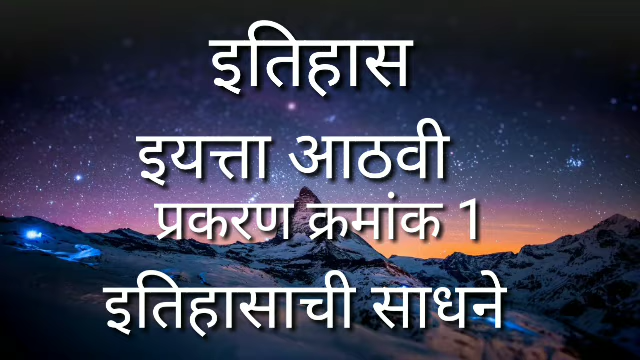 इतिहास
इयत्ता आठवी
प्रकरण क्रमांक 1
इतिहासाची साधने